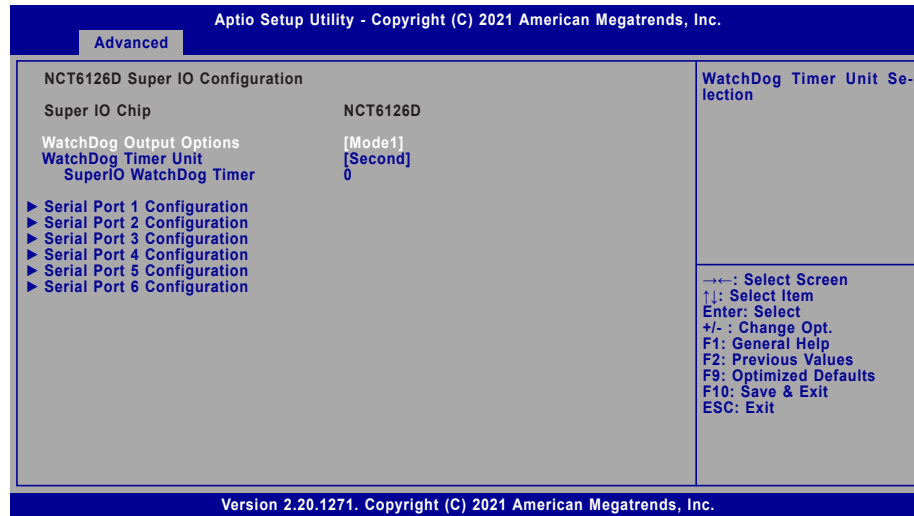 Aptio Setup Utility - Copyright (C) 2021 American Megatrends, Inc.
Advanced
NCT6126D Super IO Configuration
Super IO Chip NCT6126D
WatchDog Output Options [Mode1]
WatchDog Timer Unit [Second]
SuperIO WatchDog Timer 0
► Serial Port 1 Configuration
► Serial Port 2 Configuration
► Serial Port 3 Configuration
► Serial Port 4 Configuration
► Serial Port 5 Configuration
► Serial Port 6 Configuration
WatchDog Timer Unit Se-
lection
→←: Select Screen
↑↓: Select Item
Enter: Select
+/- : Change Opt.
F1: General Help
F2: Previous Values
F9: Optimized Defaults
F10: Save & Exit
ESC: Exit
Version 2.20.1271. Copyright (C) 2021 American Megatrends, Inc.